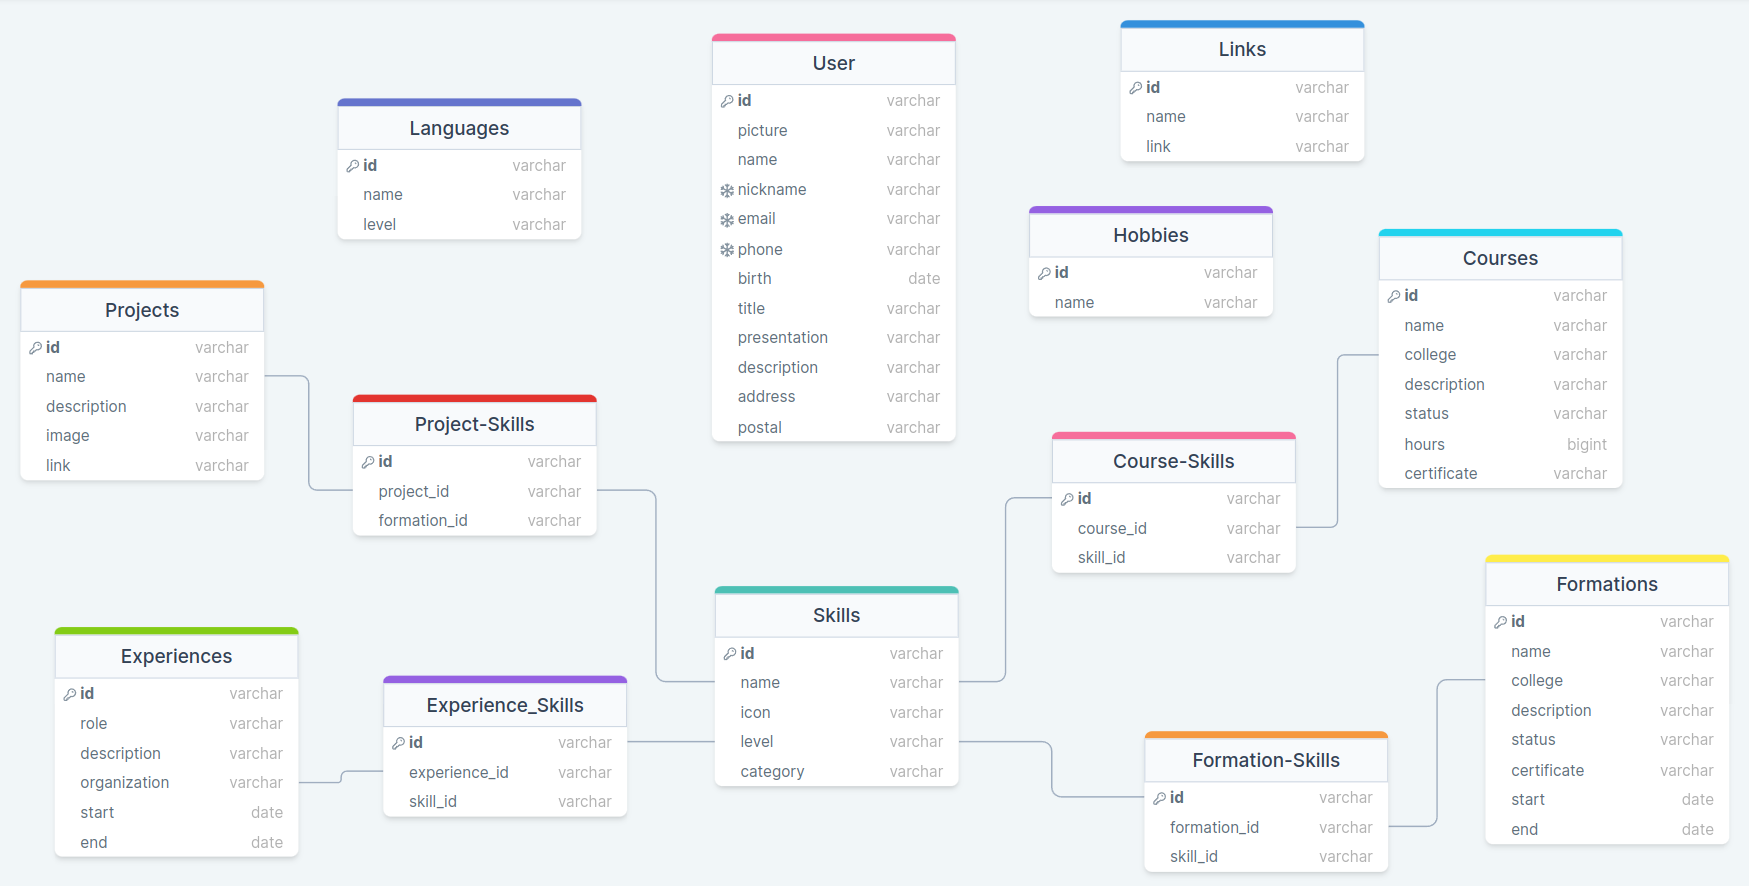 Languages
id varchar
name varchar
level varchar
User
id varchar
picture varchar
name varchar
nickname varchar
email varchar
phone varchar
birth date
title varchar
presentation varchar
description varchar
address varchar
postal varchar
Links
id varchar
name varchar
link varchar
Hobbies
id varchar
name varchar
Courses
id varchar
name varchar
college varchar
description varchar
status varchar
hours bigint
certificate varchar
Projects
id varchar
name varchar
description varchar
image varchar
link varchar
Project-Skills
id varchar
project_id varchar
formation_id varchar
Course-Skills
id varchar
course_id varchar
skill_id varchar
Experiences
id varchar
role varchar
description varchar
organization varchar
start date
end date
Experience_Skills
id varchar
experience_id varchar
skill_id varchar
Skills
id varchar
name varchar
icon varchar
level varchar
category varchar
Formation-Skills
id varchar
formation_id varchar
skill_id varchar
Formations
id varchar
name varchar
college varchar
description varchar
status varchar
certificate varchar
start date
end date